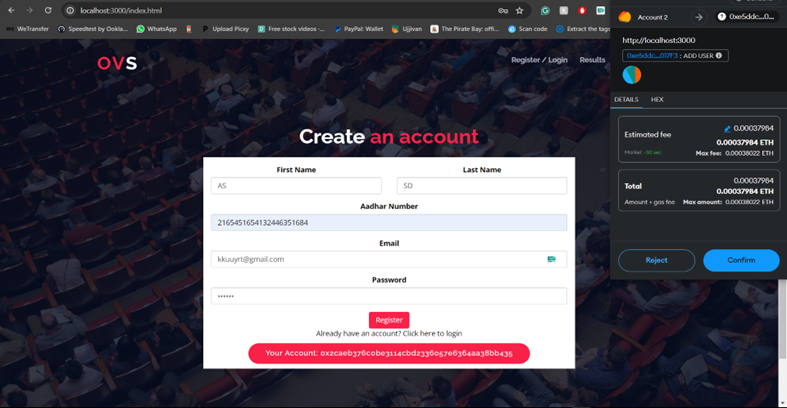 localhost:3000/index.html
WeTransfer
Speedtest by Ookla...
WhatsApp
Upload Picxy
Free stock videos -...
PayPal: Wallet
Ujjivan
The Pirate Bay: offi...
Scan code
Extract the tags
OVS
Register / Login
Results
Create an account
First Name
Last Name
AS
SD
Aadhar Number
2165451654132446351684
Email
kkuuyrt@gmail.com
Password
••••••
Register
Already have an account? Click here to login
Your Account: 0x2caeb376c0be3114cbd2336057e6364aa38bb435
Account 2
0xe5ddc...0...
http://localhost:3000
0xe5ddc...017F3 : ADD USER
DETAILS
HEX
Estimated fee
0.00037984
0.00037984 ETH
Market
~30 sec
Max fee: 0.00038022 ETH
Total
0.00037984
0.00037984 ETH
Amount + gas fee
Max amount: 0.00038022 ETH
Reject
Confirm